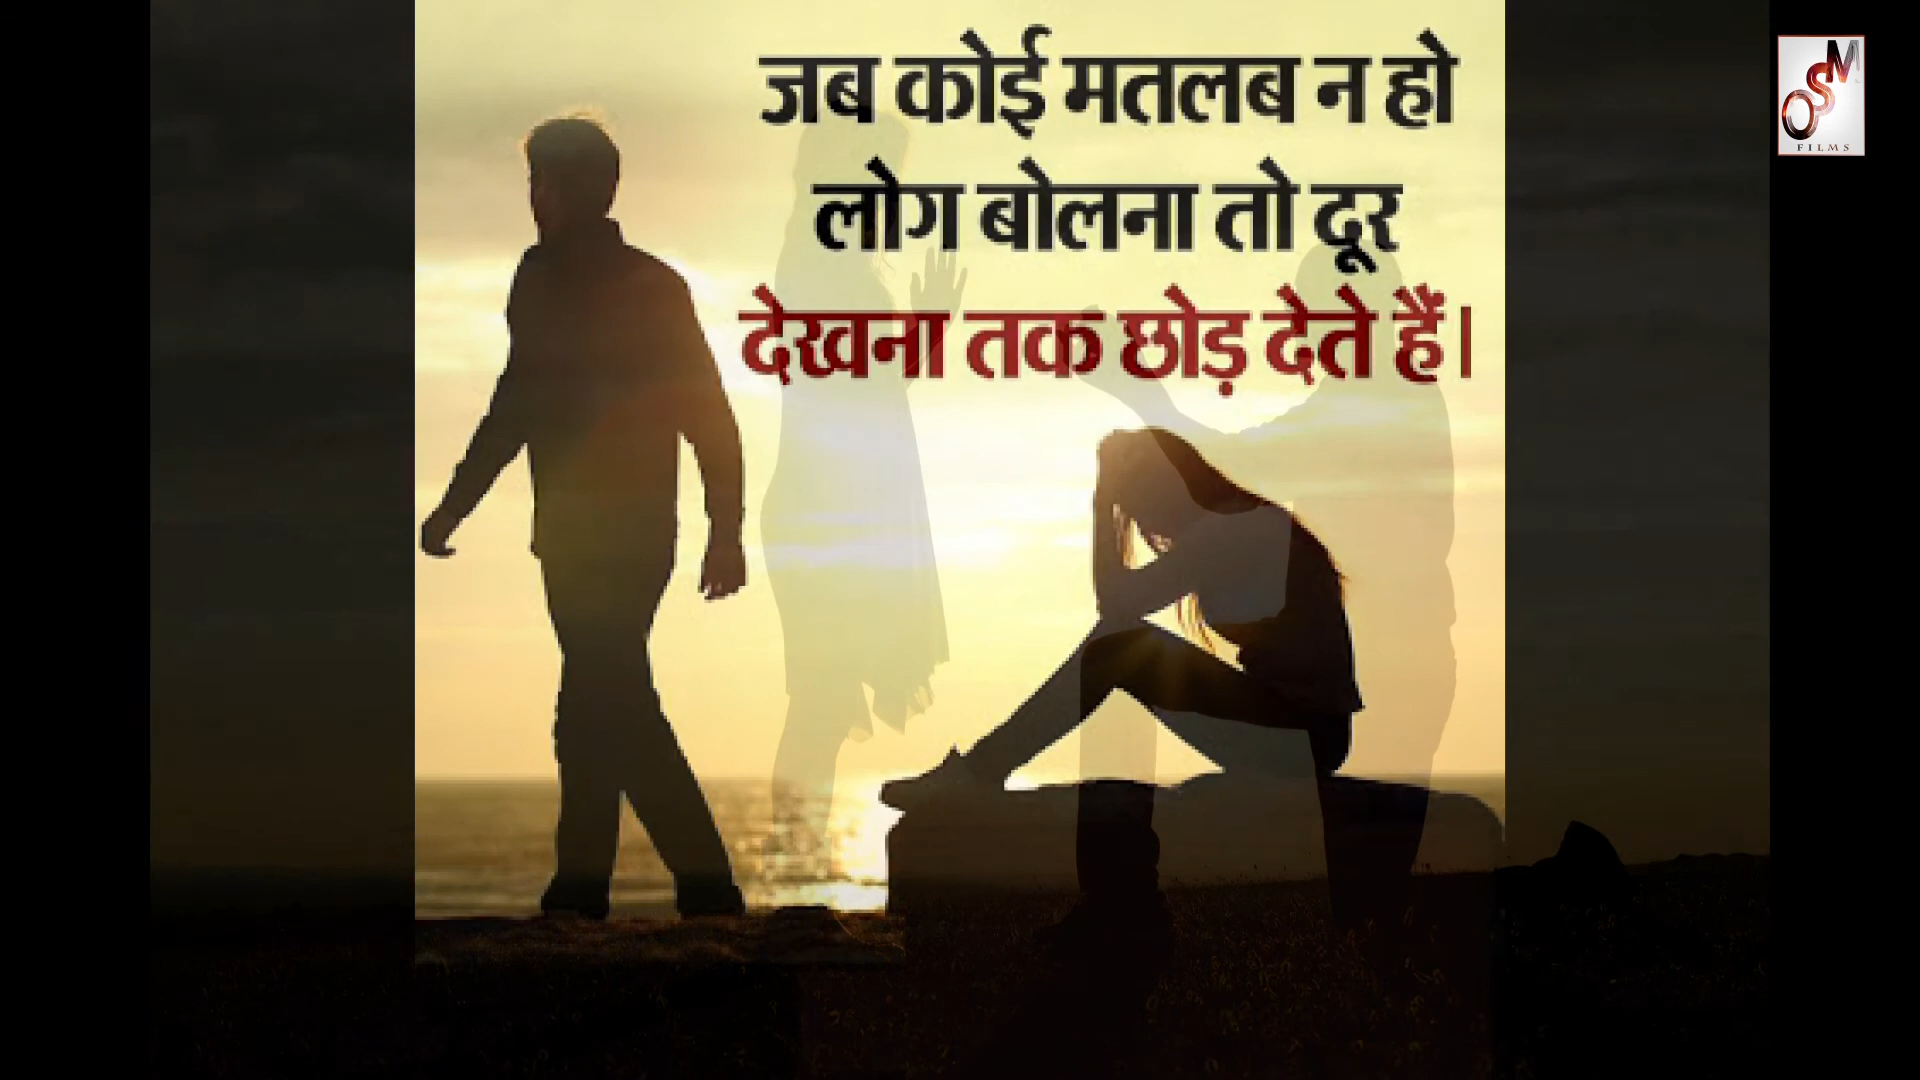 जब कोई मतलब न हो
लोग बोलना तो दूर
देखना तक छोड़ देते हैं।
OSM
FILMS